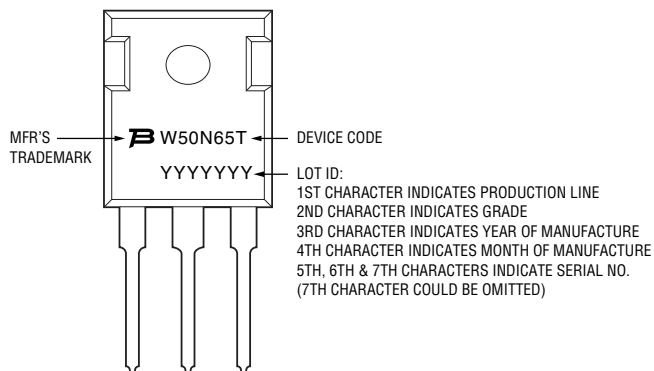 MFR'S
TRADEMARK
W50N65T
DEVICE CODE
YYYYYYY
LOT ID:
1ST CHARACTER INDICATES PRODUCTION LINE
2ND CHARACTER INDICATES GRADE
3RD CHARACTER INDICATES YEAR OF MANUFACTURE
4TH CHARACTER INDICATES MONTH OF MANUFACTURE
5TH, 6TH & 7TH CHARACTERS INDICATE SERIAL NO.
(7TH CHARACTER COULD BE OMITTED)